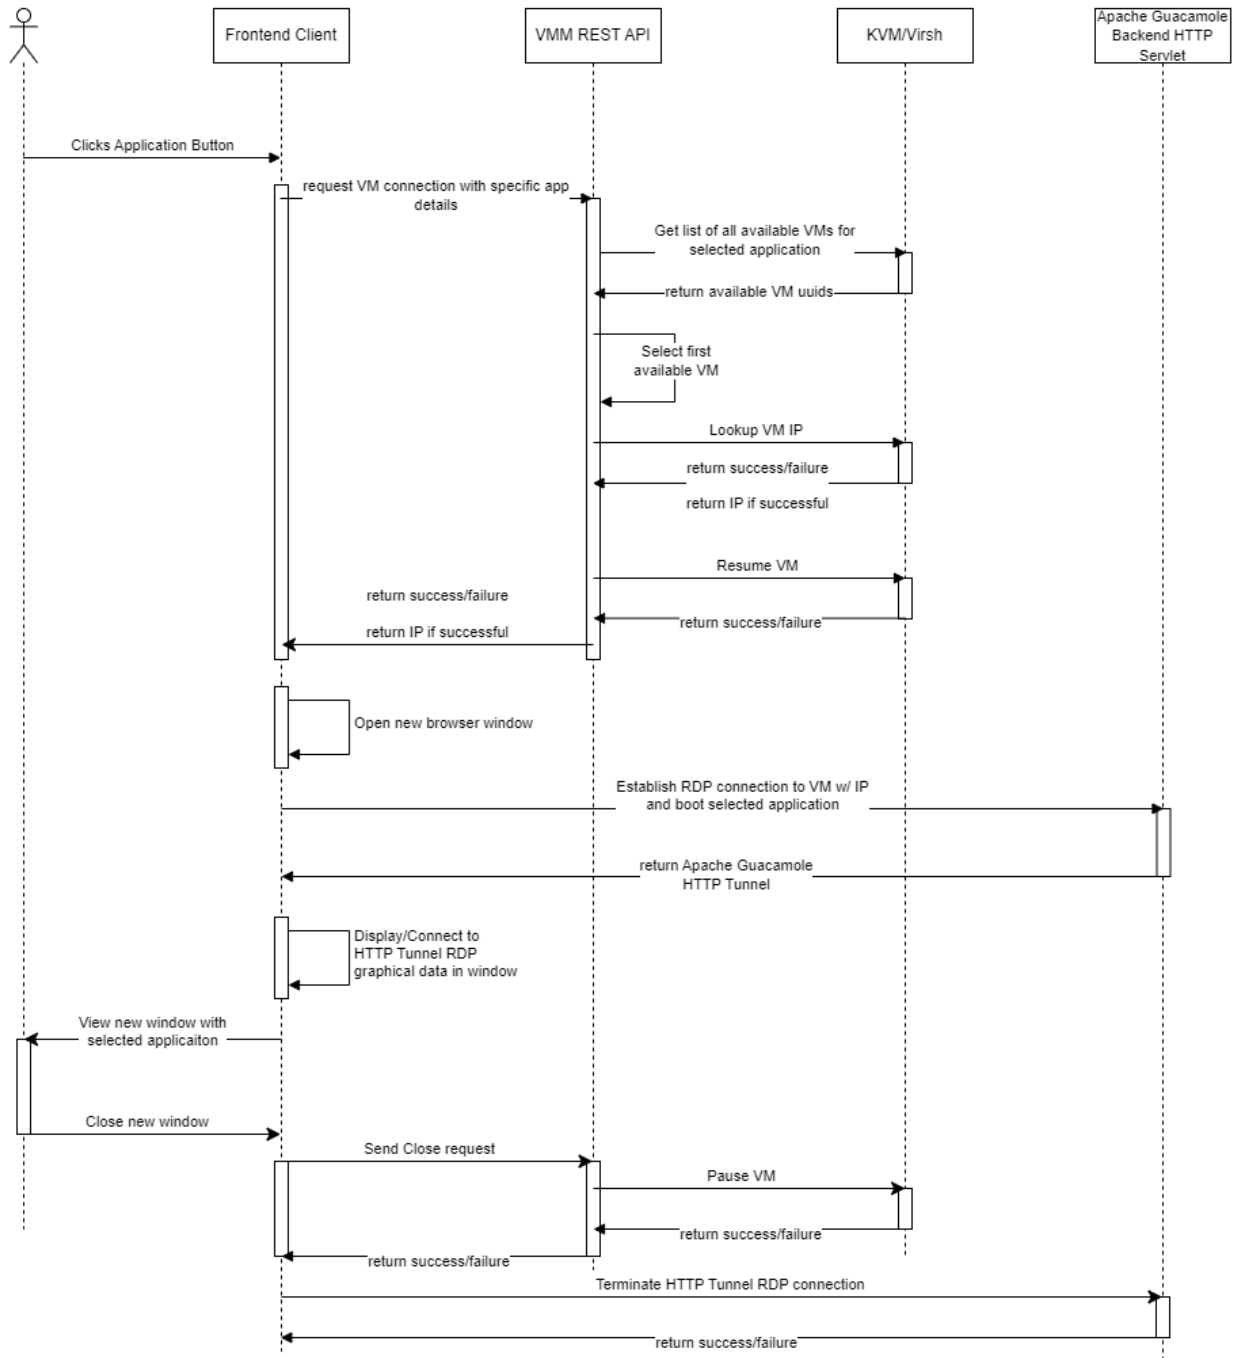 Frontend Client
VMM REST API
KVM/Virsh
Apache Guacamole
Backend HTTP
Servlet
Clicks Application Button
request VM connection with specific app
details
Get list of all available VMs for
selected application
return available VM uuids
Select first
available VM
Lookup VM IP
return success/failure
return IP if successful
Resume VM
return success/failure
return success/failure
return IP if successful
Open new browser window
Establish RDP connection to VM w/ IP
and boot selected application
return Apache Guacamole
HTTP Tunnel
Display/Connect to
HTTP Tunnel RDP
graphical data in window
View new window with
selected applicaiton
Close new window
Send Close request
Pause VM
return success/failure
return success/failure
Terminate HTTP Tunnel RDP connection
return success/failure